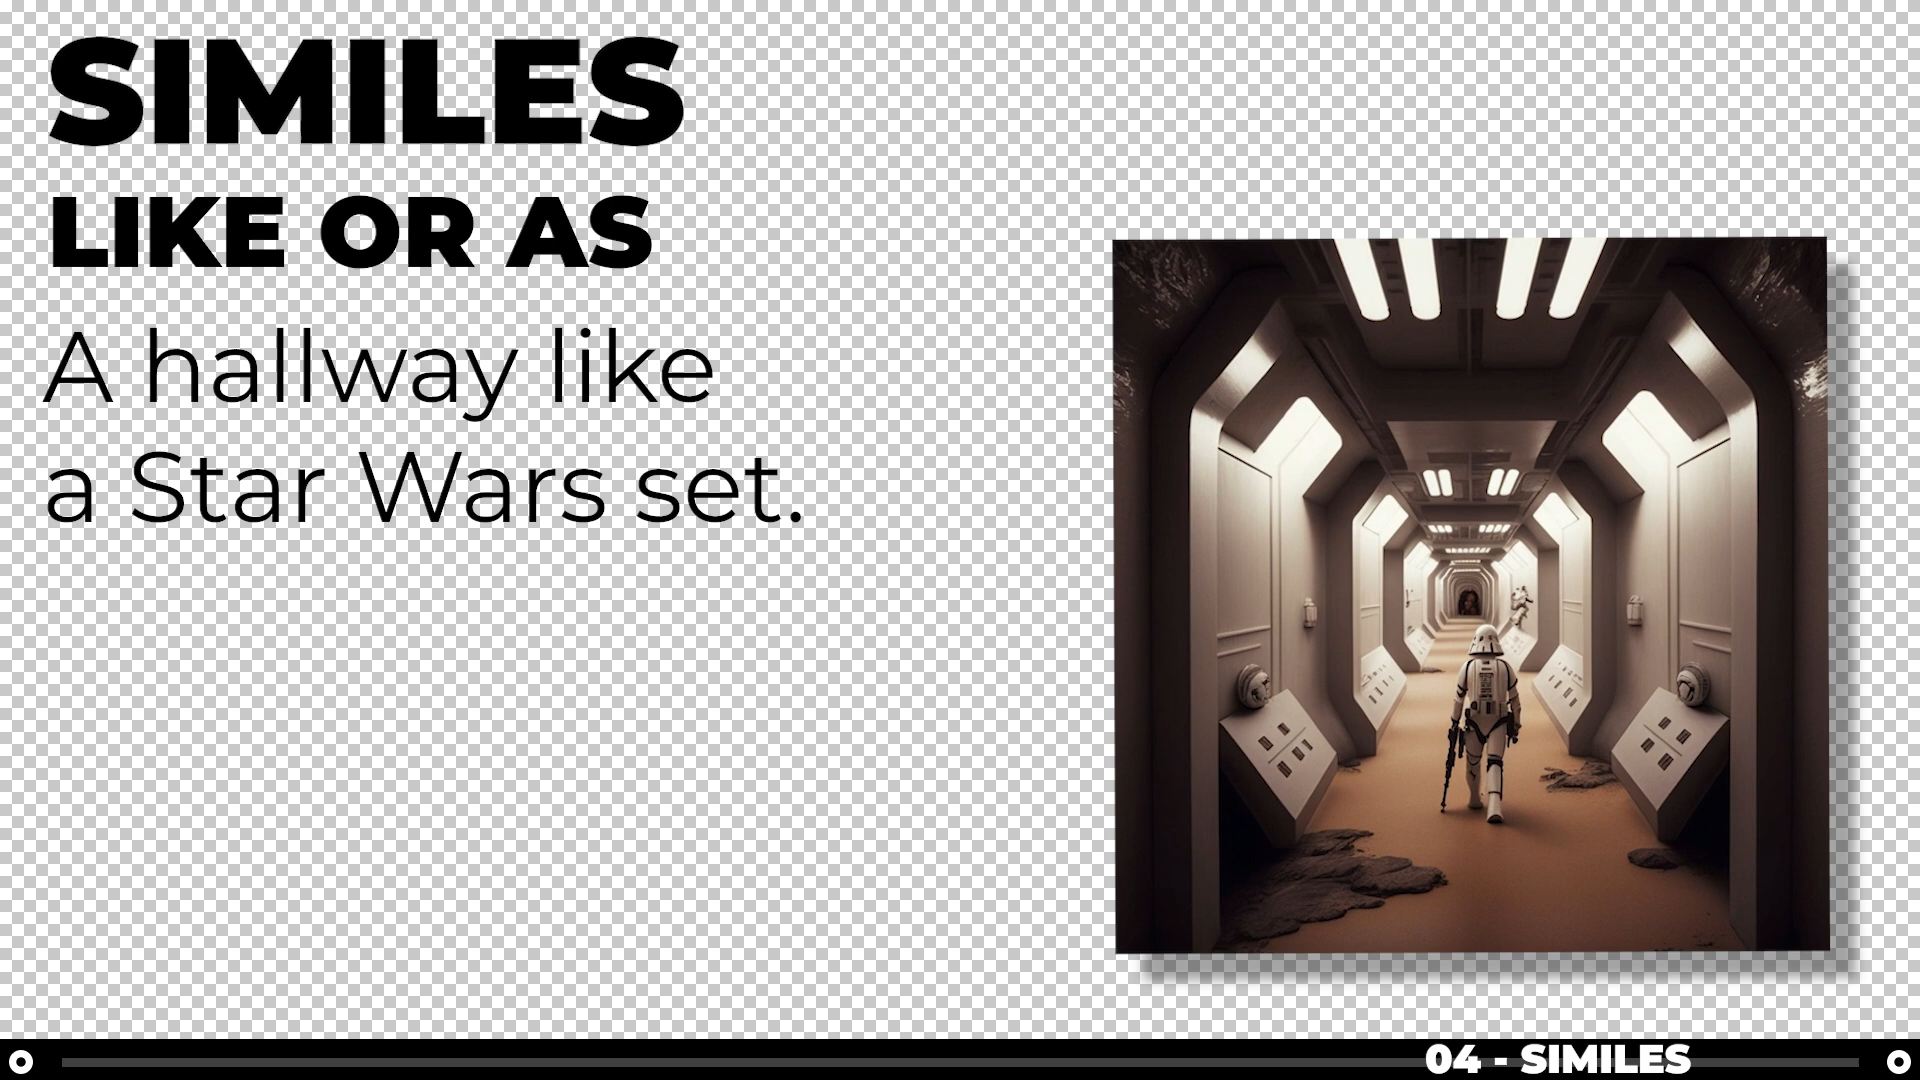 SIMILES
LIKE OR AS
A hallway like
a Star Wars set.
04 - SIMILES